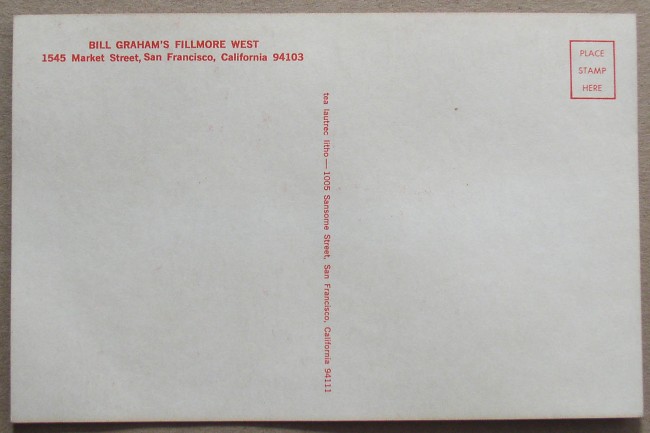 BILL GRAHAM'S FILLMORE WEST
1545 Market Street, San Francisco, California 94103
PLACE
STAMP
HERE
tea lautrec litho — 1005 Sansome Street, San Francisco, California 94111